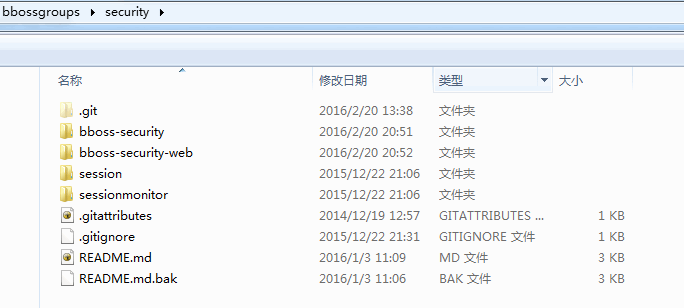 bbossgroups security
名称 修改日期 类型 大小
.git 2016/2/20 13:38 文件夹
bboss-security 2016/2/20 20:51 文件夹
bboss-security-web 2016/2/20 20:52 文件夹
session 2015/12/22 21:06 文件夹
sessionmonitor 2015/12/22 21:06 文件夹
.gitattributes 2014/12/19 12:57 GITATTRIBUTES ... 1 KB
.gitignore 2015/12/22 21:31 GITIGNORE 文件 1 KB
README.md 2016/1/3 11:09 MD 文件 3 KB
README.md.bak 2016/1/3 11:06 BAK 文件 3 KB